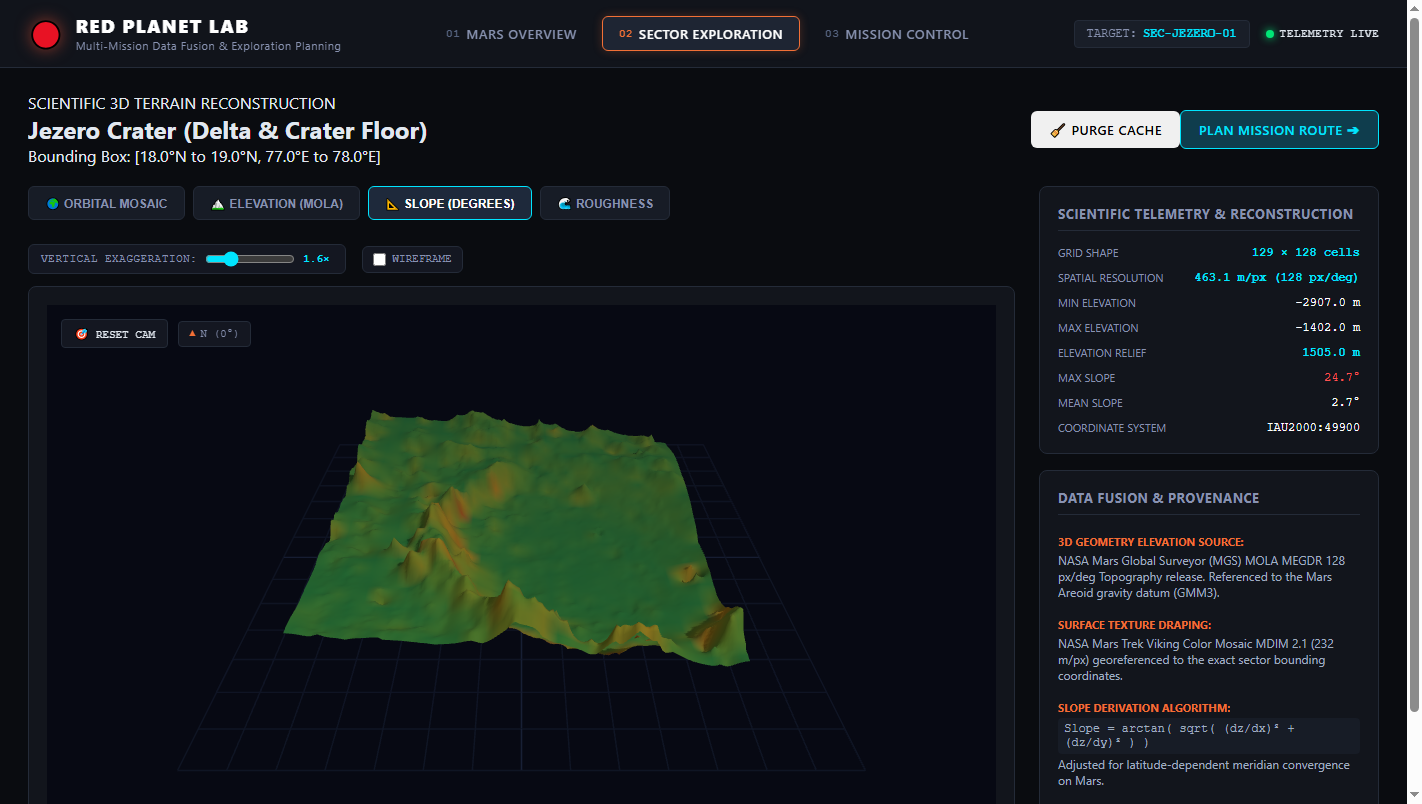 RED PLANET LAB
Multi-Mission Data Fusion & Exploration Planning
01 MARS OVERVIEW
02 SECTOR EXPLORATION
03 MISSION CONTROL
TARGET: SEC-JEZERO-01
TELEMETRY LIVE
SCIENTIFIC 3D TERRAIN RECONSTRUCTION
Jezero Crater (Delta & Crater Floor)
Bounding Box: [18.0°N to 19.0°N, 77.0°E to 78.0°E]
PURGE CACHE
PLAN MISSION ROUTE ➔
ORBITAL MOSAIC
ELEVATION (MOLA)
SLOPE (DEGREES)
ROUGHNESS
VERTICAL EXAGGERATION: 1.6×
WIREFRAME
RESET CAM
▲ N (0°)
SCIENTIFIC TELEMETRY & RECONSTRUCTION
GRID SHAPE 129 × 128 cells
SPATIAL RESOLUTION 463.1 m/px (128 px/deg)
MIN ELEVATION -2907.0 m
MAX ELEVATION -1402.0 m
ELEVATION RELIEF 1505.0 m
MAX SLOPE 24.7°
MEAN SLOPE 2.7°
COORDINATE SYSTEM IAU2000:49900
DATA FUSION & PROVENANCE
3D GEOMETRY ELEVATION SOURCE:
NASA Mars Global Surveyor (MGS) MOLA MEGDR 128
px/deg Topography release. Referenced to the Mars
Areoid gravity datum (GMM3).
SURFACE TEXTURE DRAPING:
NASA Mars Trek Viking Color Mosaic MDIM 2.1 (232
m/px) georeferenced to the exact sector bounding
coordinates.
SLOPE DERIVATION ALGORITHM:
Slope = arctan( sqrt( (dz/dx)² +
(dz/dy)² ) )
Adjusted for latitude-dependent meridian convergence
on Mars.